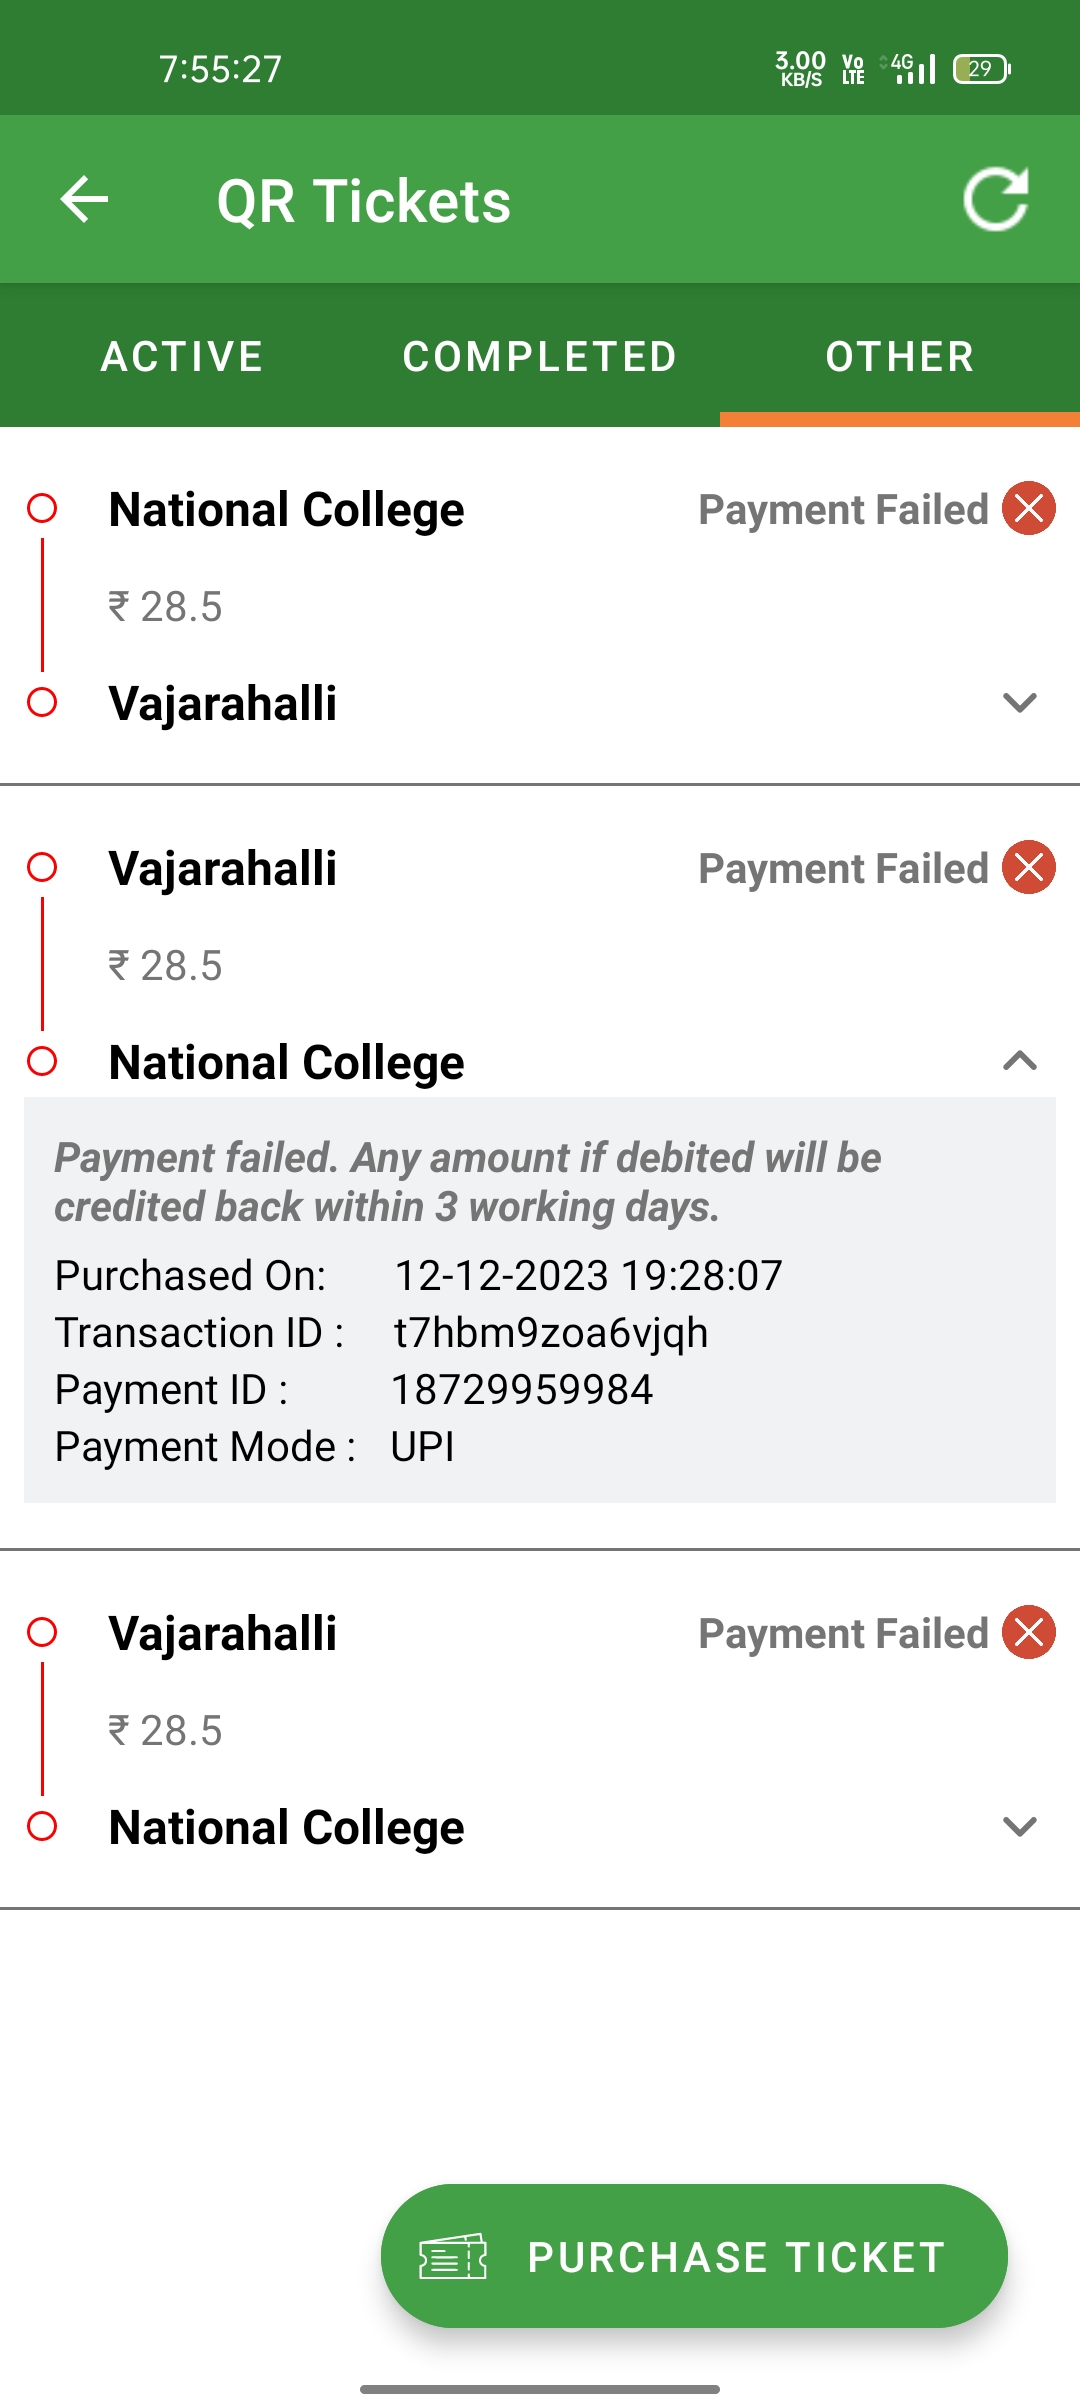 7:55:27
3.00 KB/S Vo LTE 4G 29
QR Tickets
ACTIVE COMPLETED OTHER
National College Payment Failed
₹ 28.5
Vajarahalli
Vajarahalli Payment Failed
₹ 28.5
National College
Payment failed. Any amount if debited will be
credited back within 3 working days.
Purchased On: 12-12-2023 19:28:07
Transaction ID : t7hbm9zoa6vjqh
Payment ID : 18729959984
Payment Mode : UPI
Vajarahalli Payment Failed
₹ 28.5
National College
PURCHASE TICKET